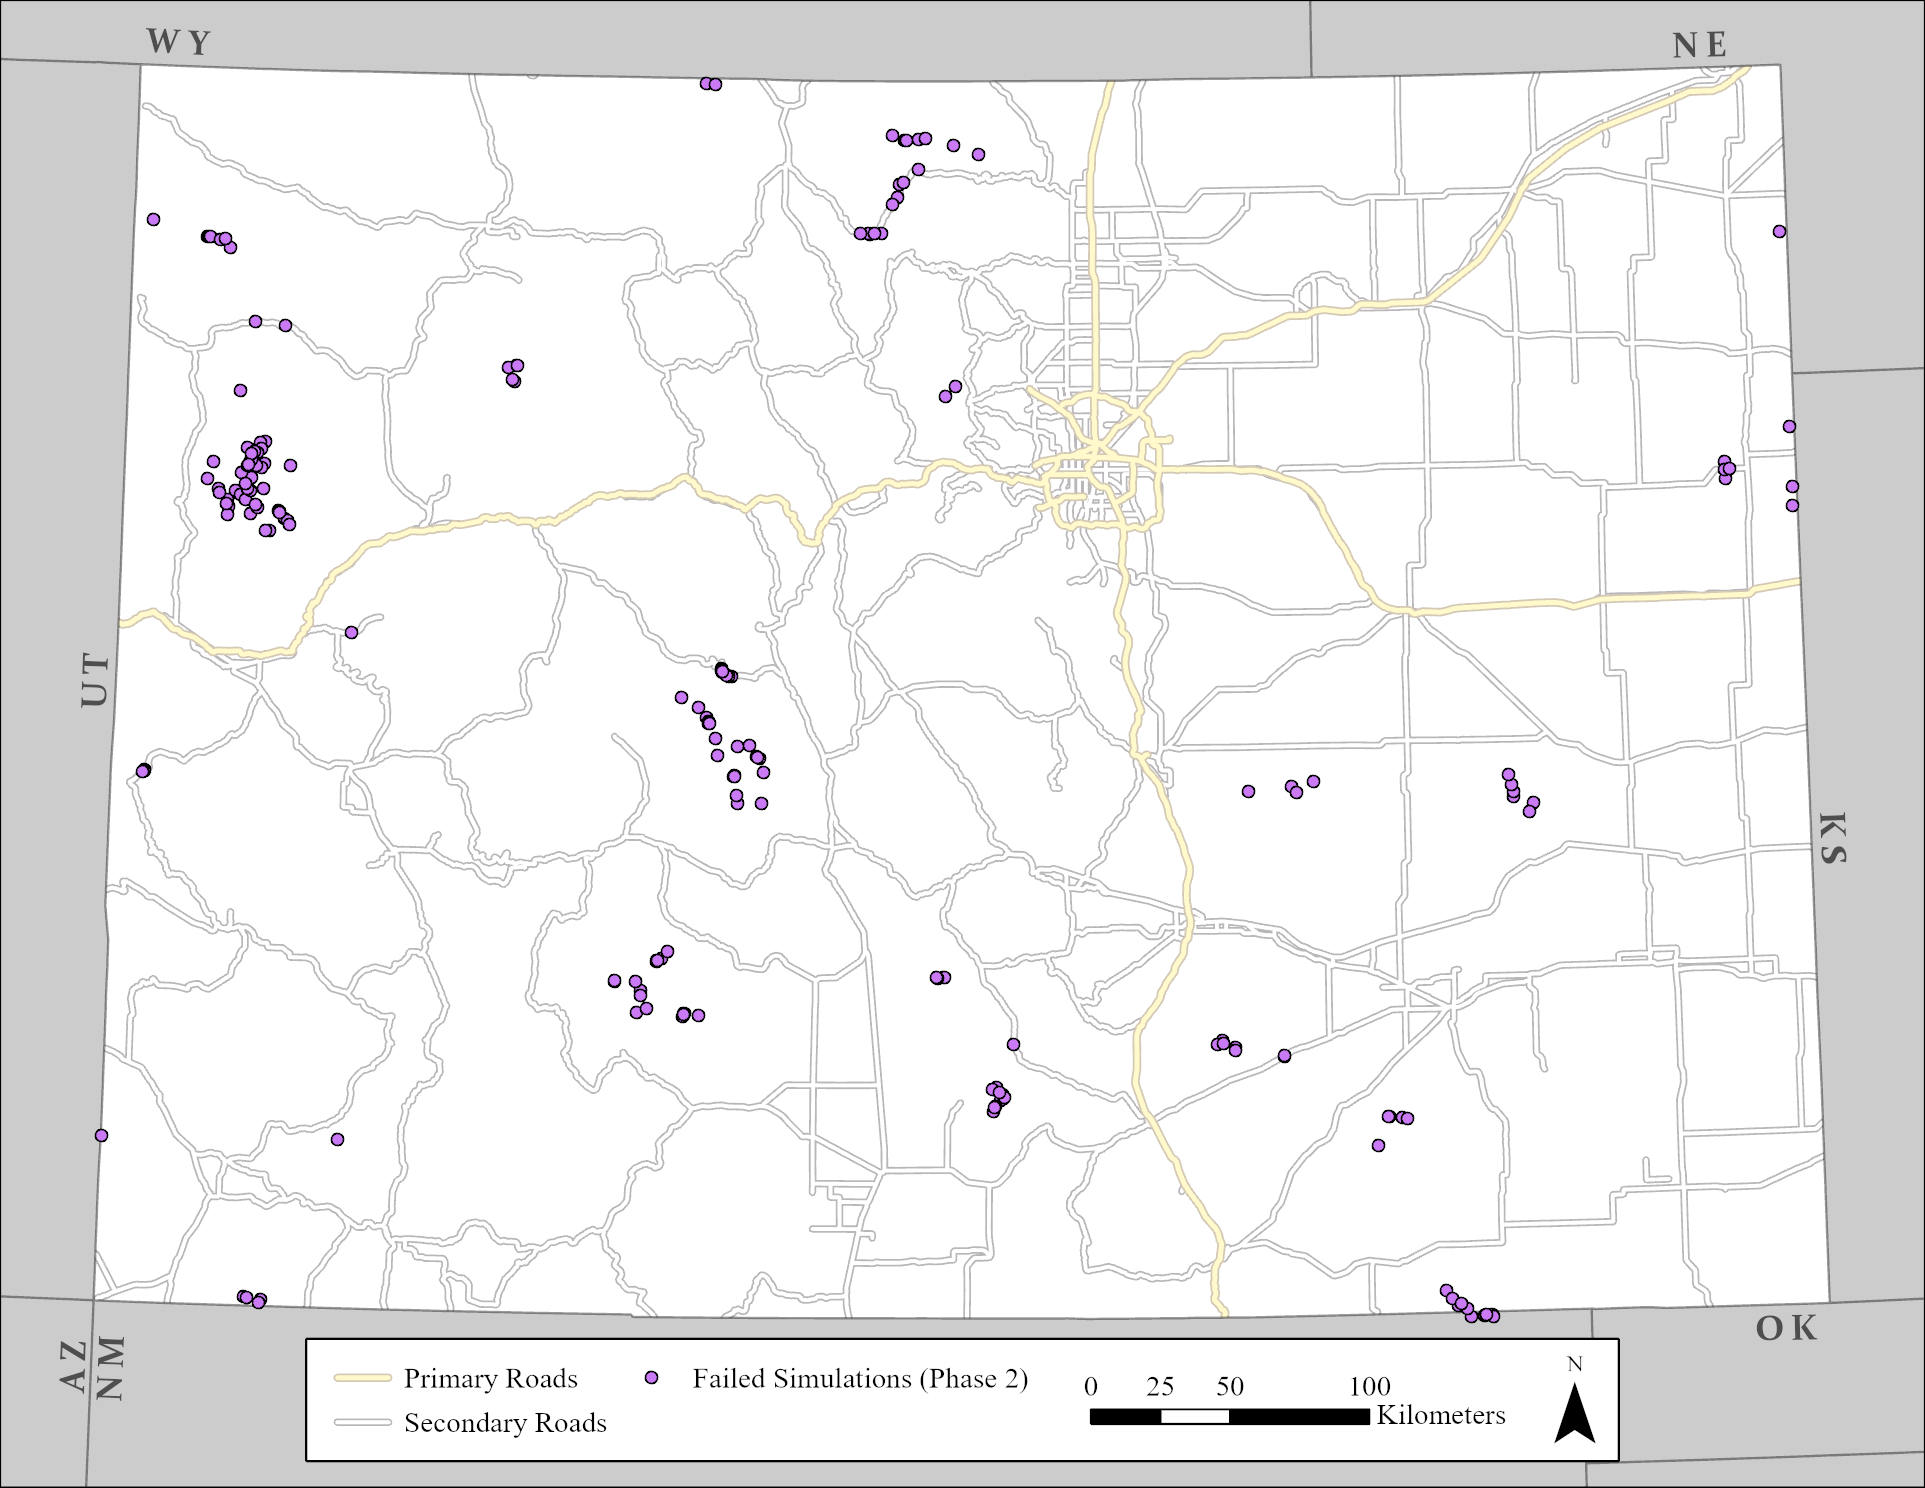 WY
NE
UT
KS
OK
AZ
NM
Primary Roads
Secondary Roads
Failed Simulations (Phase 2)
0 25 50 100
Kilometers
N